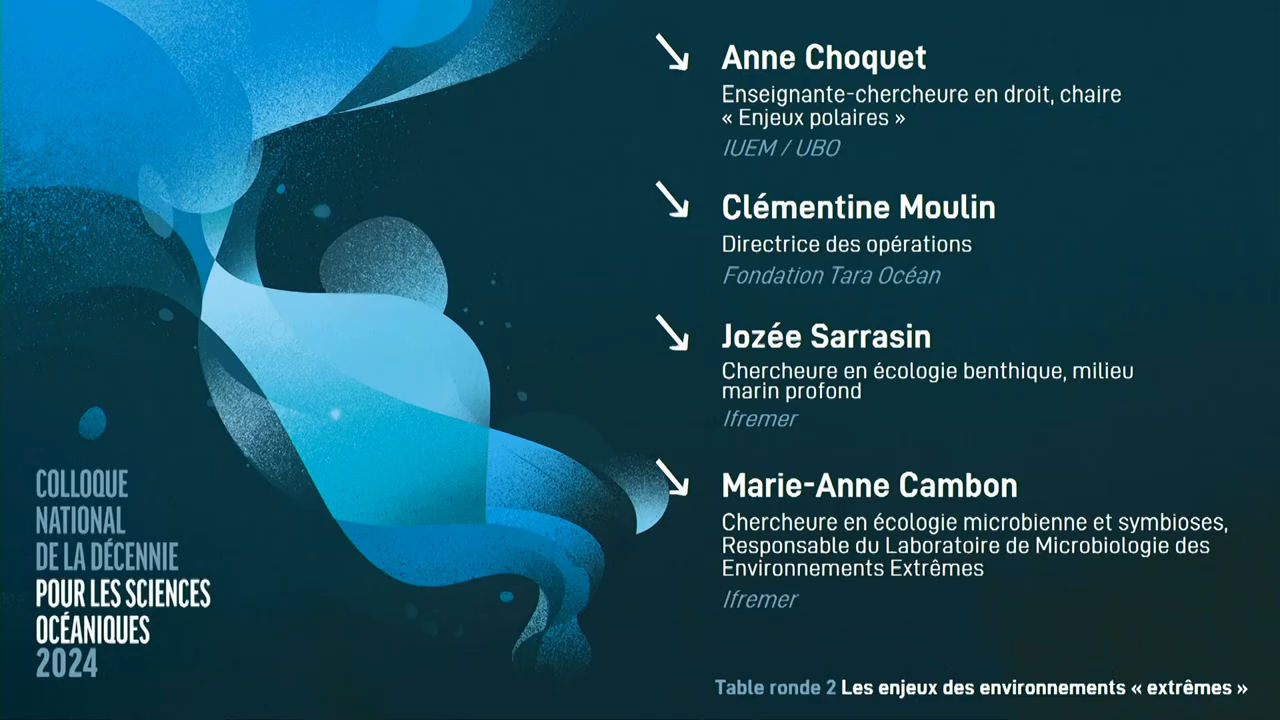 Anne Choquet
Enseignante-chercheure en droit, chaire
« Enjeux polaires »
IUEM / UBO
Clémentine Moulin
Directrice des opérations
Fondation Tara Océan
Jozée Sarrasin
Chercheure en écologie benthique, milieu
marin profond
Ifremer
Marie-Anne Cambon
Chercheure en écologie microbienne et symbioses,
Responsable du Laboratoire de Microbiologie des
Environnements Extrêmes
Ifremer
COLLOQUE
NATIONAL
DE LA DÉCENNIE
POUR LES SCIENCES
OCÉANIQUES
2024
Table ronde 2 Les enjeux des environnements « extrêmes »